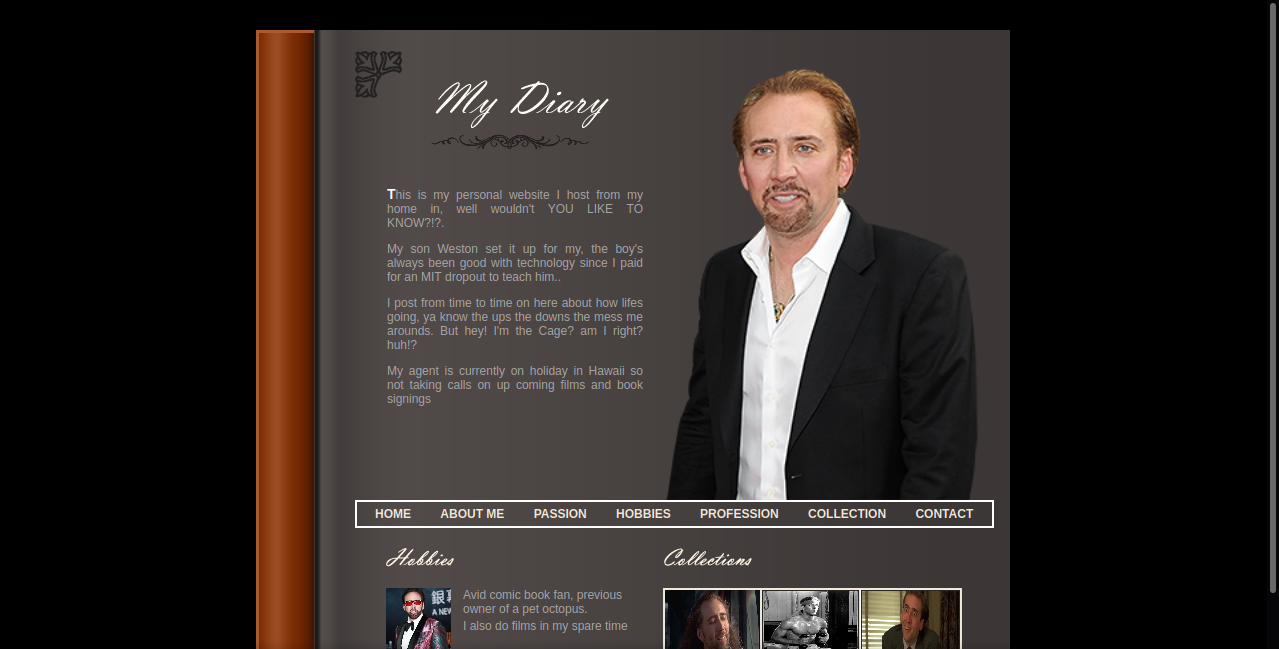 My Diary
This is my personal website I host from my
home in, well wouldn't YOU LIKE TO
KNOW?!?.
My son Weston set it up for my, the boy's
always been good with technology since I paid
for an MIT dropout to teach him..
I post from time to time on here about how lifes
going, ya know the ups the downs the mess me
arounds. But hey! I'm the Cage? am I right?
huh!?
My agent is currently on holiday in Hawaii so
not taking calls on up coming films and book
signings
HOME ABOUT ME PASSION HOBBIES PROFESSION COLLECTION CONTACT
Hobbies
Avid comic book fan, previous
owner of a pet octopus.
I also do films in my spare time
Collections
銀
A NEW